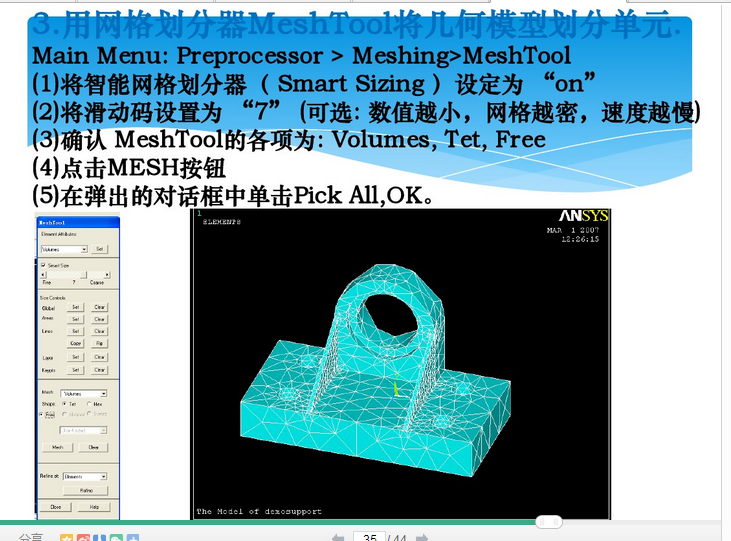 3.用网格划分器MeshTool将几何模型划分单元.
Main Menu: Preprocessor > Meshing>MeshTool
(1)将智能网格划分器（ Smart Sizing ）设定为 “on”
(2)将滑动码设置为 “7” (可选: 数值越小，网格越密，速度越慢)
(3)确认 MeshTool的各项为: Volumes, Tet, Free
(4)点击MESH按钮
(5)在弹出的对话框中单击Pick All,OK。
MeshTool
Element Attributes:
Volumes Set
Smart Size
Fine 7 Coarse
Size Controls:
Global Set Clear
Areas Set Clear
Lines Set Clear
Copy Flip
Layer Set Clear
Keypts Set Clear
Mesh: Volumes
Shape: Tet Hex
Free
Mesh Clear
Refine at: Elements
Refine
Close Help
1
ELEMENTS
ANSYS
MAR 1 2007
12:26:15
The Model of demosupport
分享
35 / 44